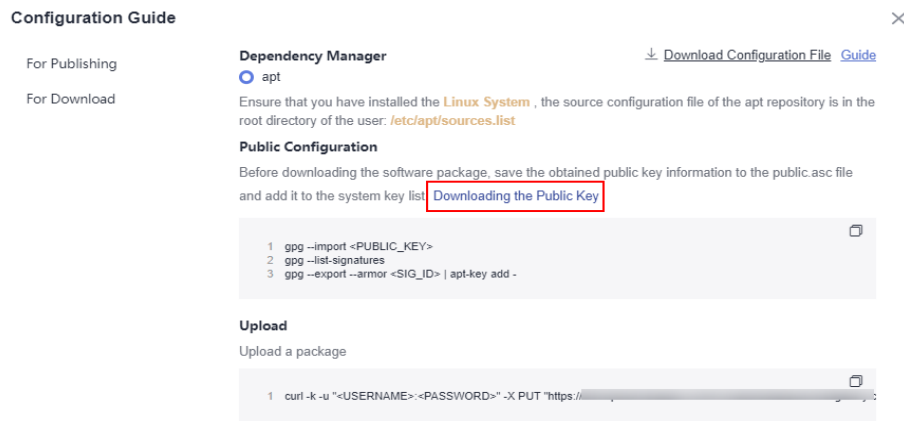 Configuration Guide
For Publishing
For Download
Dependency Manager
Download Configuration File Guide
apt
Ensure that you have installed the Linux System , the source configuration file of the apt repository is in the
root directory of the user: /etc/apt/sources.list
Public Configuration
Before downloading the software package, save the obtained public key information to the public.asc file
and add it to the system key list Downloading the Public Key
1 gpg --import <PUBLIC_KEY>
2 gpg --list-signatures
3 gpg --export --armor <SIG_ID> | apt-key add -
Upload
Upload a package
1 curl -k -u "<USERNAME>:<PASSWORD>" -X PUT "https://